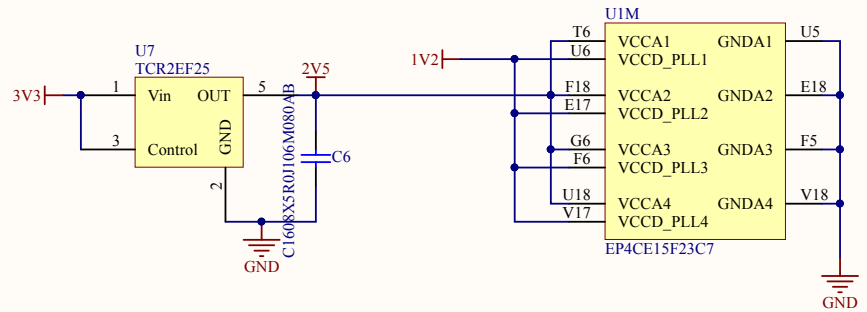 U7
TCR2EF25
3V3
1
Vin
OUT
5
2V5
3
Control
GND
2
C1608X5R0J106M080AB
C6
GND
1V2
U1M
T6
VCCA1
GNDA1
U5
U6
VCCD_PLL1
F18
VCCA2
GNDA2
E18
E17
VCCD_PLL2
G6
VCCA3
GNDA3
F5
F6
VCCD_PLL3
U18
VCCA4
GNDA4
V18
V17
VCCD_PLL4
EP4CE15F23C7
GND